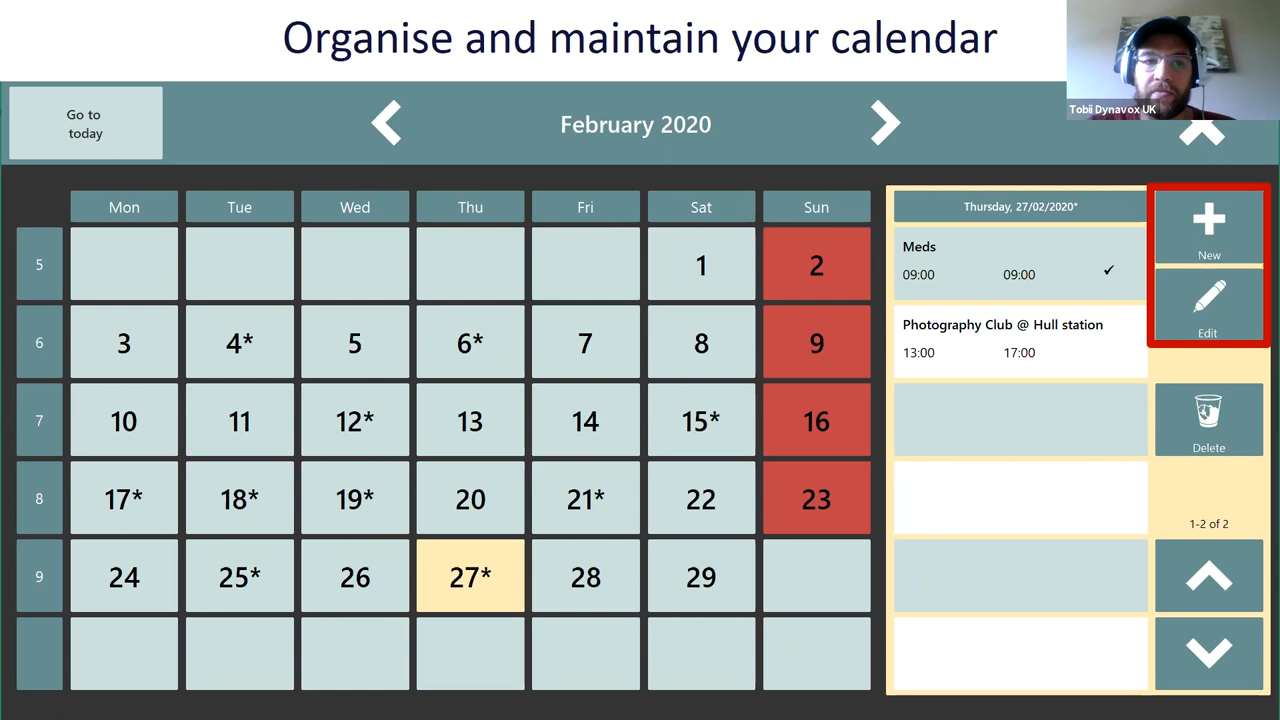 Organise and maintain your calendar
Tobii Dynavox UK
Go to
today
February 2020
Mon Tue Wed Thu Fri Sat Sun
5 1 2
6 3 4* 5 6* 7 8 9
7 10 11 12* 13 14 15* 16
8 17* 18* 19* 20 21* 22 23
9 24 25* 26 27* 28 29
Thursday, 27/02/2020*
Meds
09:00 09:00 ✓
Photography Club @ Hull station
13:00 17:00
New
Edit
Delete
1-2 of 2